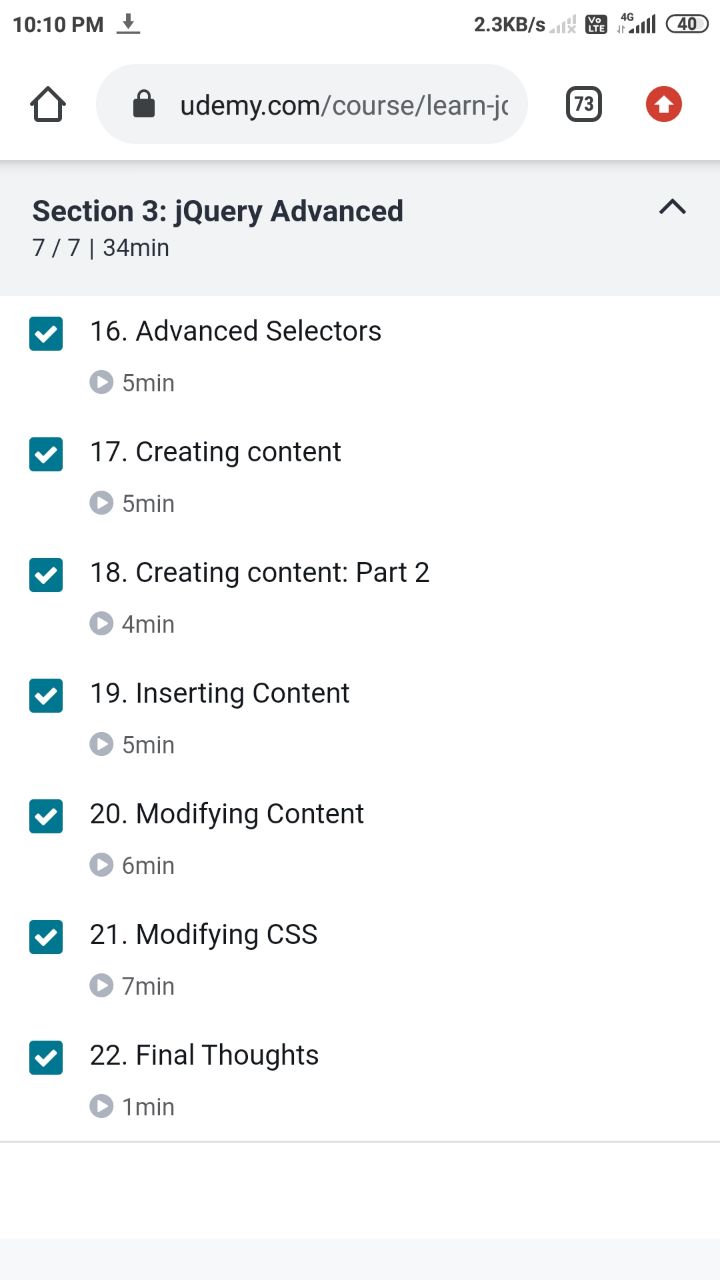 10:10 PM 2.3KB/s Vo LTE 4G 40
udemy.com/course/learn-jc 73
Section 3: jQuery Advanced
7 / 7 | 34min
16. Advanced Selectors
5min
17. Creating content
5min
18. Creating content: Part 2
4min
19. Inserting Content
5min
20. Modifying Content
6min
21. Modifying CSS
7min
22. Final Thoughts
1min